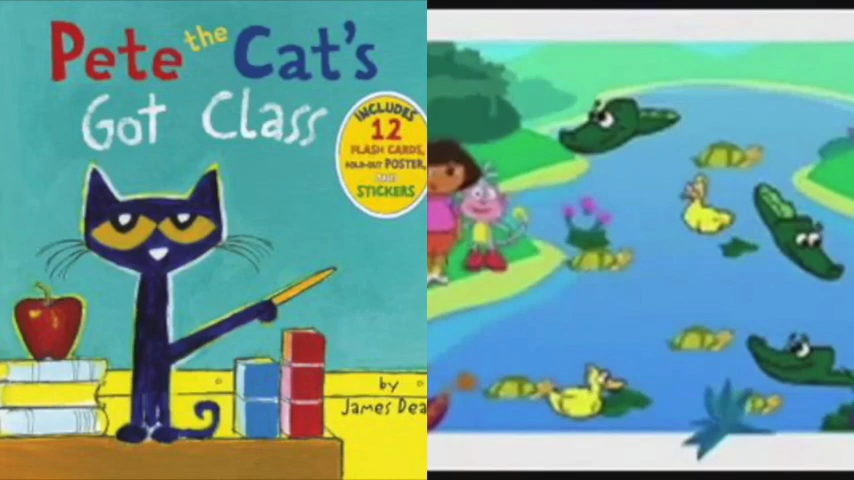 Pete the Cat's
Got Class
INCLUDES
12
FLASH CARDS,
FOLD-OUT POSTER,
AND
STICKERS
by
James Dea